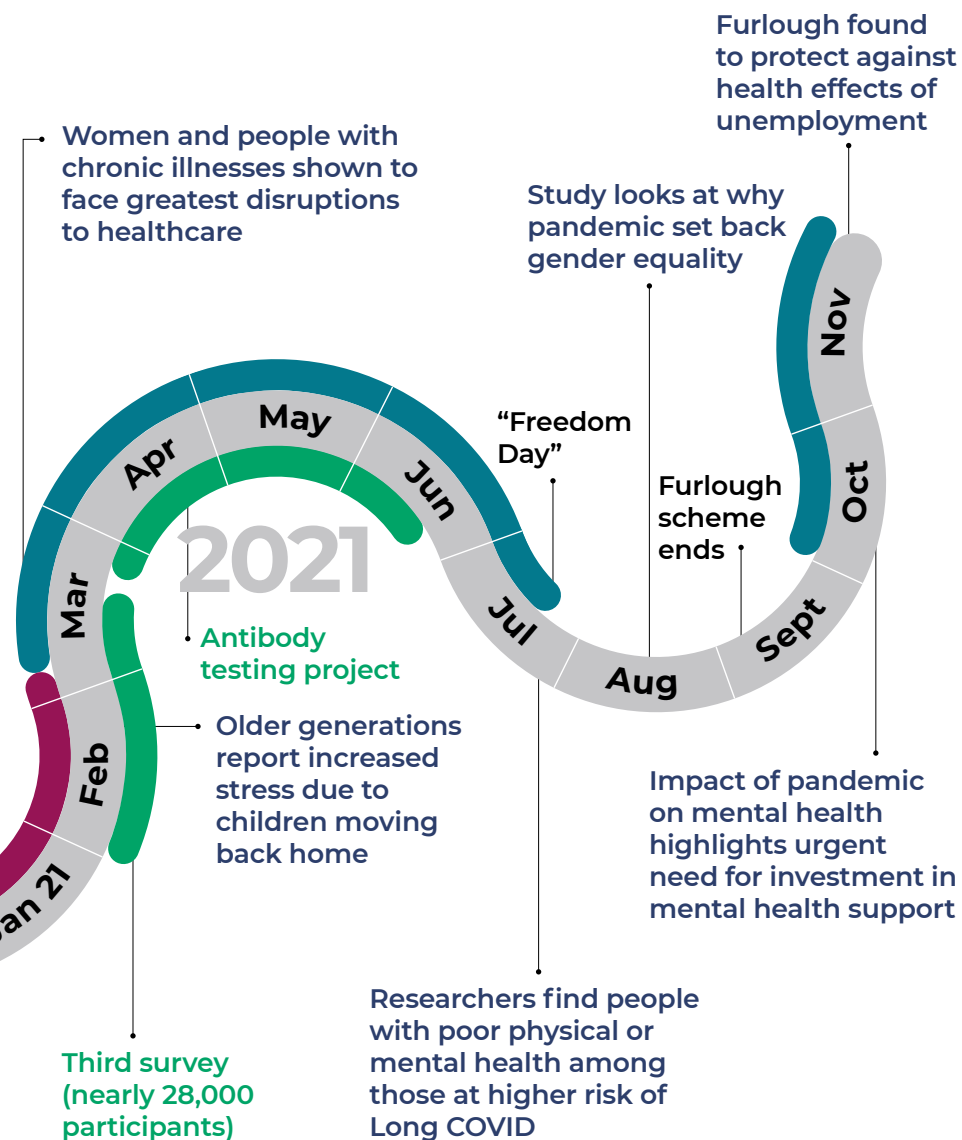 Furlough found
to protect against
health effects of
unemployment
Women and people with
chronic illnesses shown to
face greatest disruptions
to healthcare
Study looks at why
pandemic set back
gender equality
Nov
May
Apr
Jun
"Freedom
Day"
Furlough
scheme
ends
Oct
2021
Mar
Jul
Sept
Aug
Antibody
testing project
Feb
Older generations
report increased
stress due to
children moving
back home
Impact of pandemic
on mental health
highlights urgent
need for investment in
mental health support
Jan 21
Researchers find people
with poor physical or
mental health among
those at higher risk of
Long COVID
Third survey
(nearly 28,000
participants)